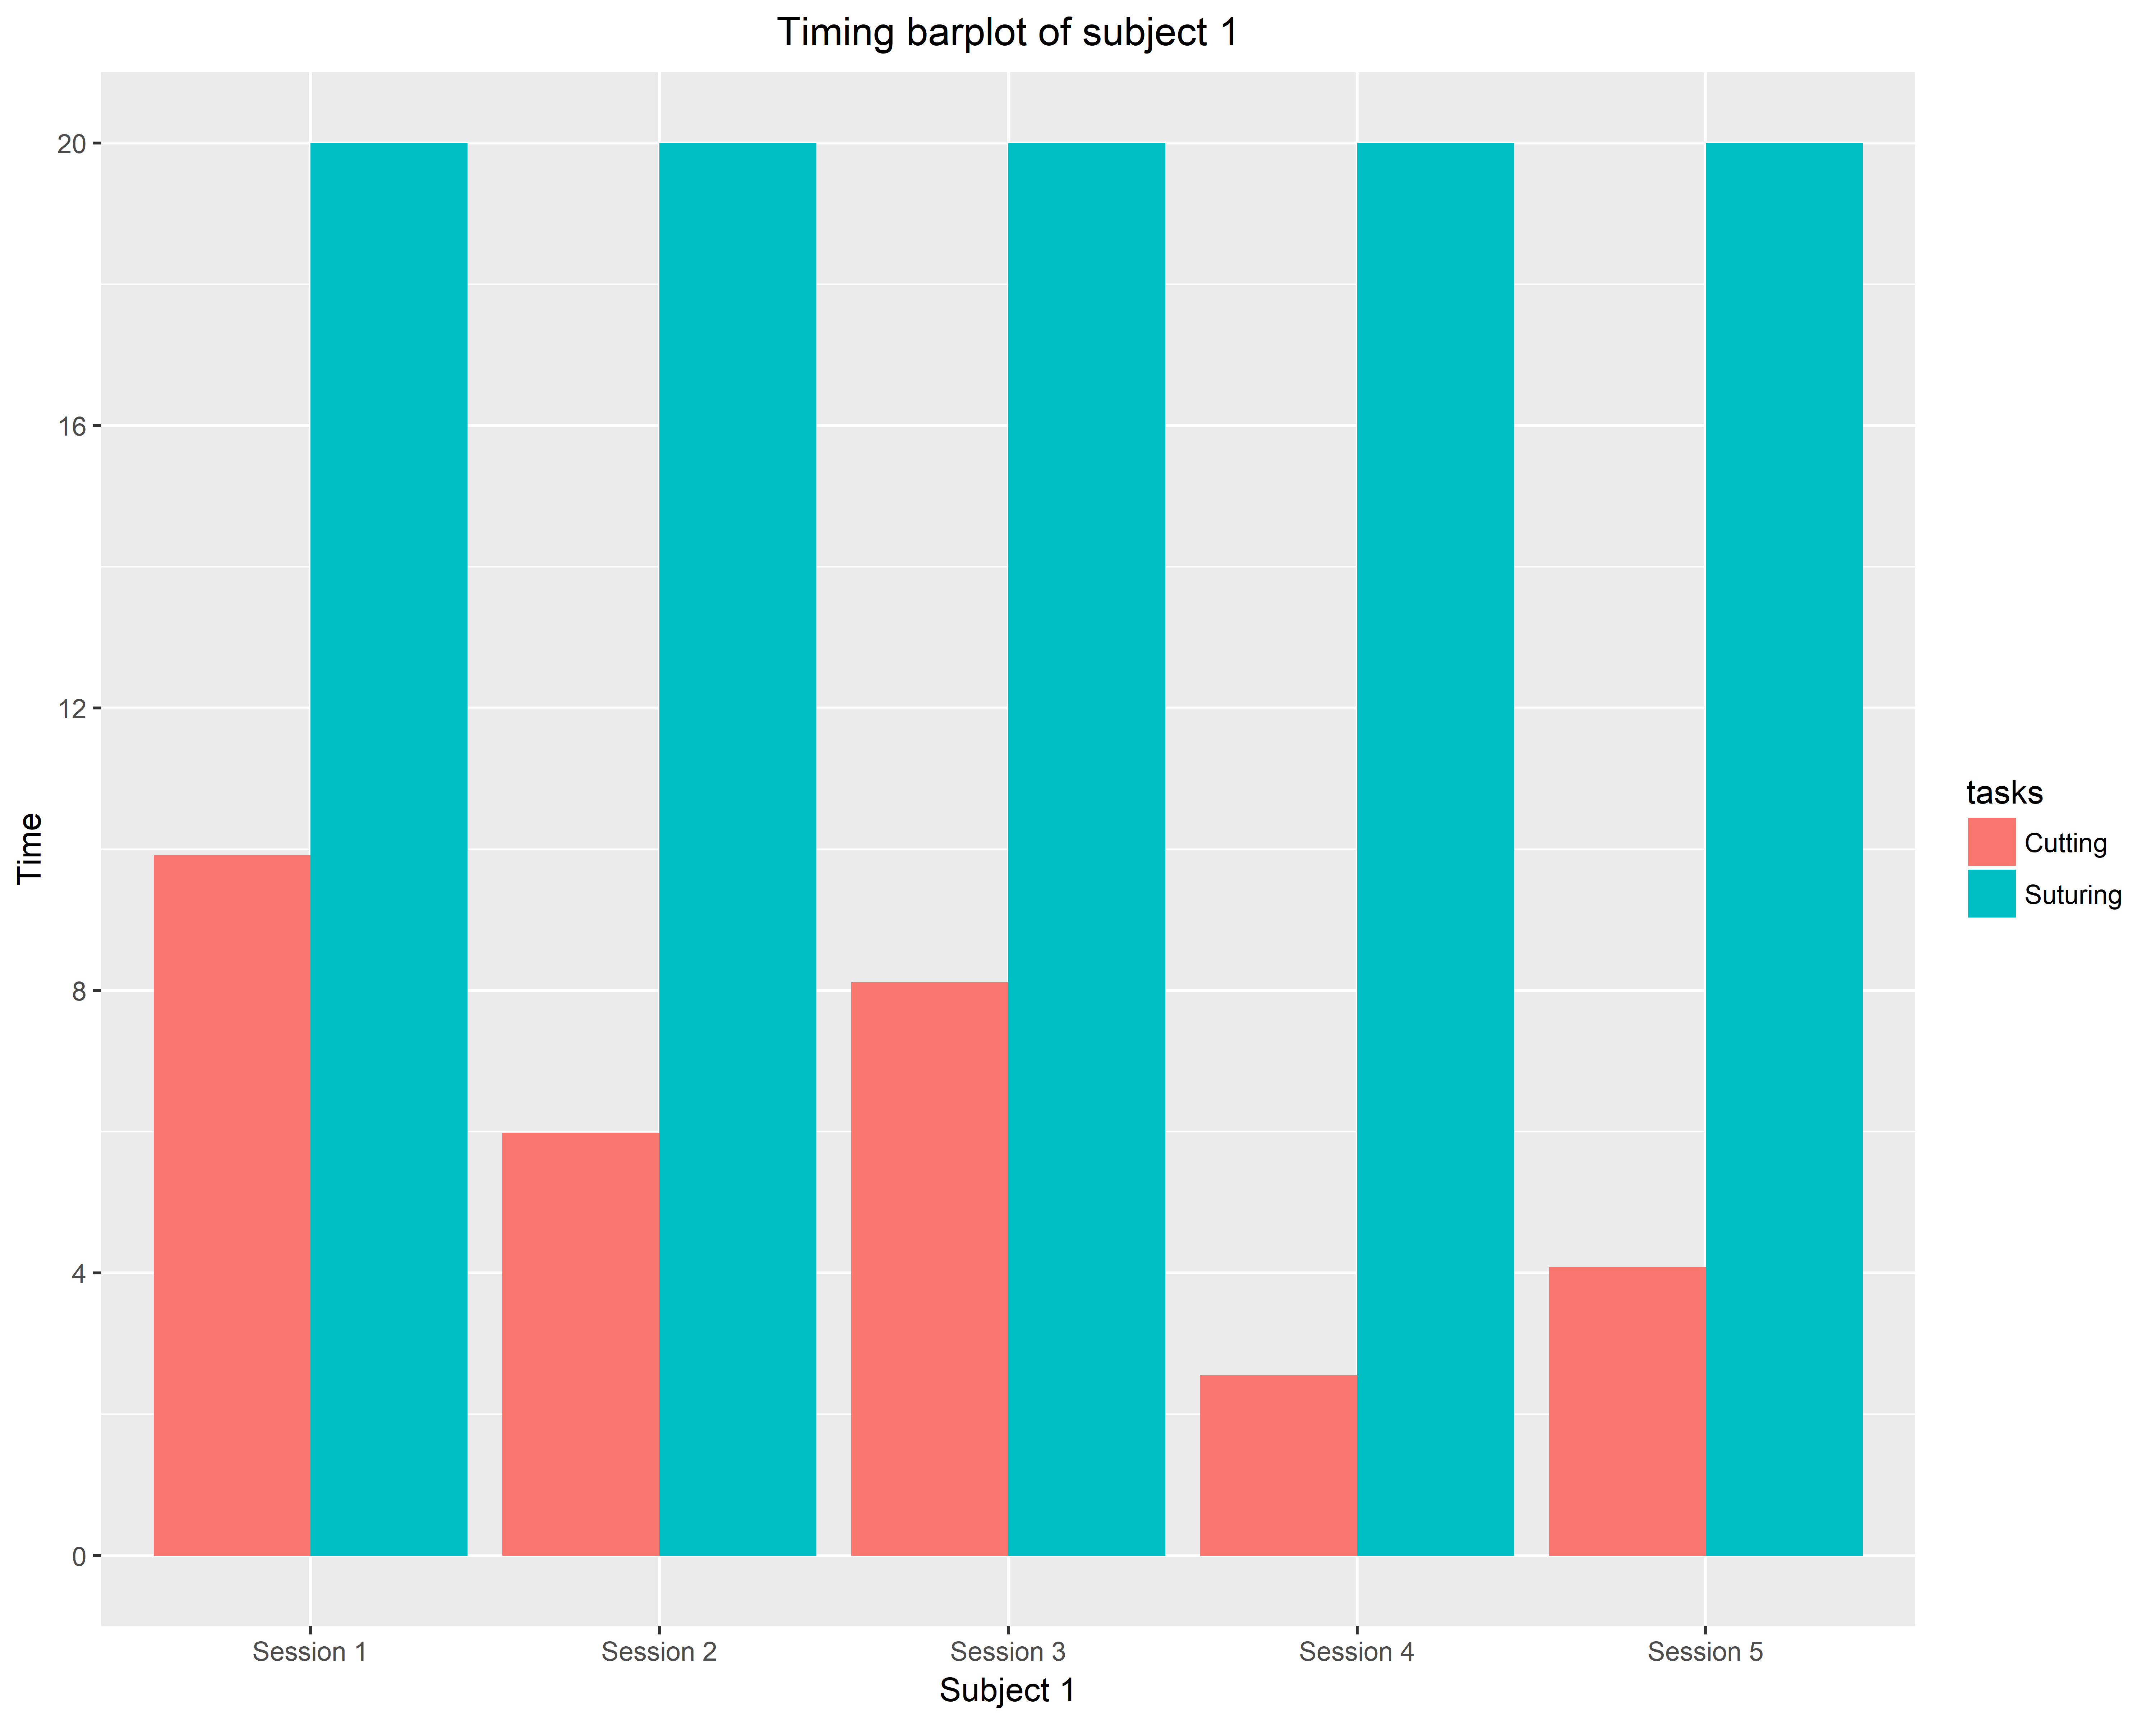 Timing barplot of subject 1
20
16
12
8
4
0
Time
Session 1
Session 2
Session 3
Session 4
Session 5
Subject 1
tasks
Cutting
Suturing